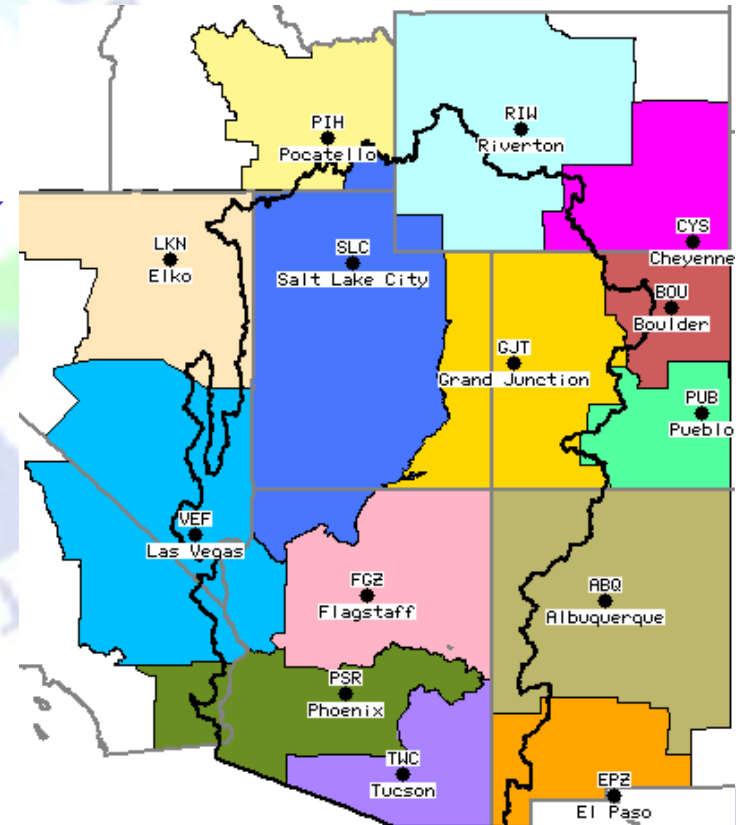 RIW
Riverton
PIH
Pocatello
CYS
Cheyenne
LKN
Elko
SLC
Salt Lake City
BOU
Boulder
GJT
Grand Junction
PUB
Pueblo
VEF
Las Vegas
FGZ
Flagstaff
ABQ
Albuquerque
PSR
Phoenix
TWC
Tucson
EPZ
El Paso